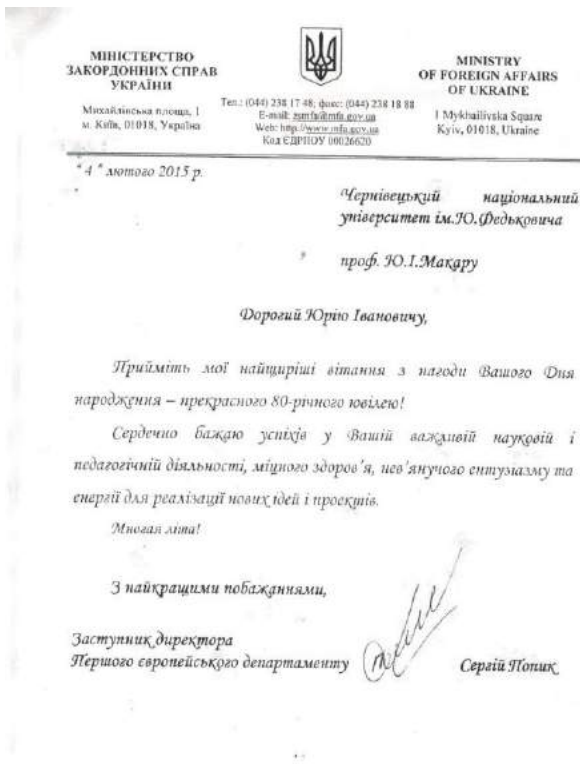 МІНІСТЕРСТВО
ЗАКОРДОННИХ СПРАВ
УКРАЇНИ
Михайлівська площа, 1
м. Київ, 01018, Україна
Тел.: (044) 238 17 48; факс: (044) 238 18 88
E-mail: zsmfa@mfa.gov.ua
Web: http://www.mfa.gov.ua
Код ЄДРПОУ 00026620
MINISTRY
OF FOREIGN AFFAIRS
OF UKRAINE
1 Mykhailivska Square
Kyiv, 01018, Ukraine
"4" лютого 2015 р.
Чернівецький національний
університет ім.Ю.Федьковича
проф. Ю.І.Макару
Дорогий Юрію Івановичу,
Прийміть мої найщиріші вітання з нагоди Вашого Дня
народження – прекрасного 80-річного ювілею!
Сердечно бажаю успіхів у Вашій важливій науковій і
педагогічній діяльності, міцного здоров'я, нев'янучого ентузіазму та
енергії для реалізації нових ідей і проектів.
Многая літа!
З найкращими побажаннями,
Заступник директора
Першого європейського департаменту
Сергій Попик